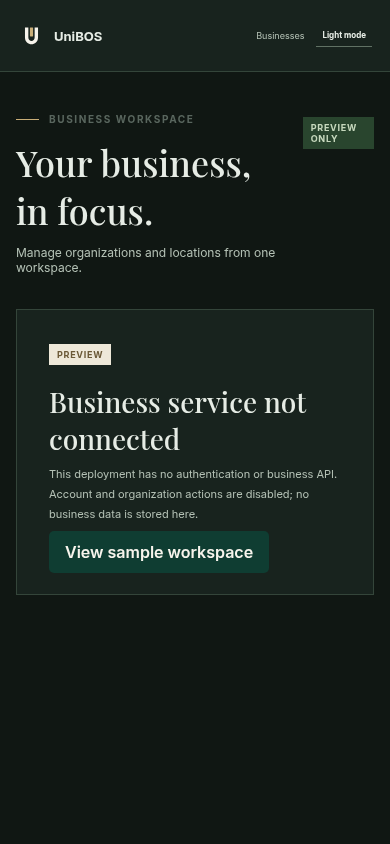 UniBOS
Businesses
Light mode
BUSINESS WORKSPACE
PREVIEW
ONLY
Your business,
in focus.
Manage organizations and locations from one
workspace.
PREVIEW
Business service not
connected
This deployment has no authentication or business API.
Account and organization actions are disabled; no
business data is stored here.
View sample workspace